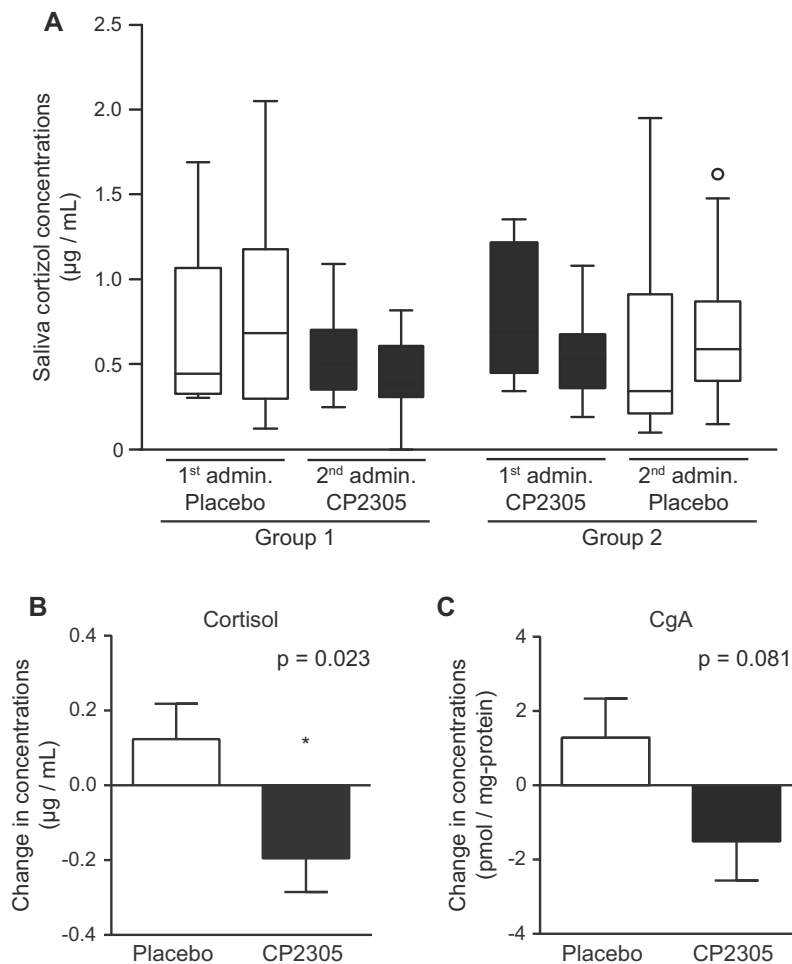 A
Saliva cortizol concentrations
(µg / mL)
2.5
2.0
1.5
1.0
0.5
0
1st admin.
Placebo
2nd admin.
CP2305
1st admin.
CP2305
2nd admin.
Placebo
Group 1
Group 2
B
Cortisol
p = 0.023
Change in concentrations
(µg / mL)
0.4
0.2
0.0
-0.2
-0.4
*
Placebo
CP2305
C
CgA
p = 0.081
Change in concentrations
(pmol / mg-protein)
4
2
0
-2
-4
Placebo
CP2305